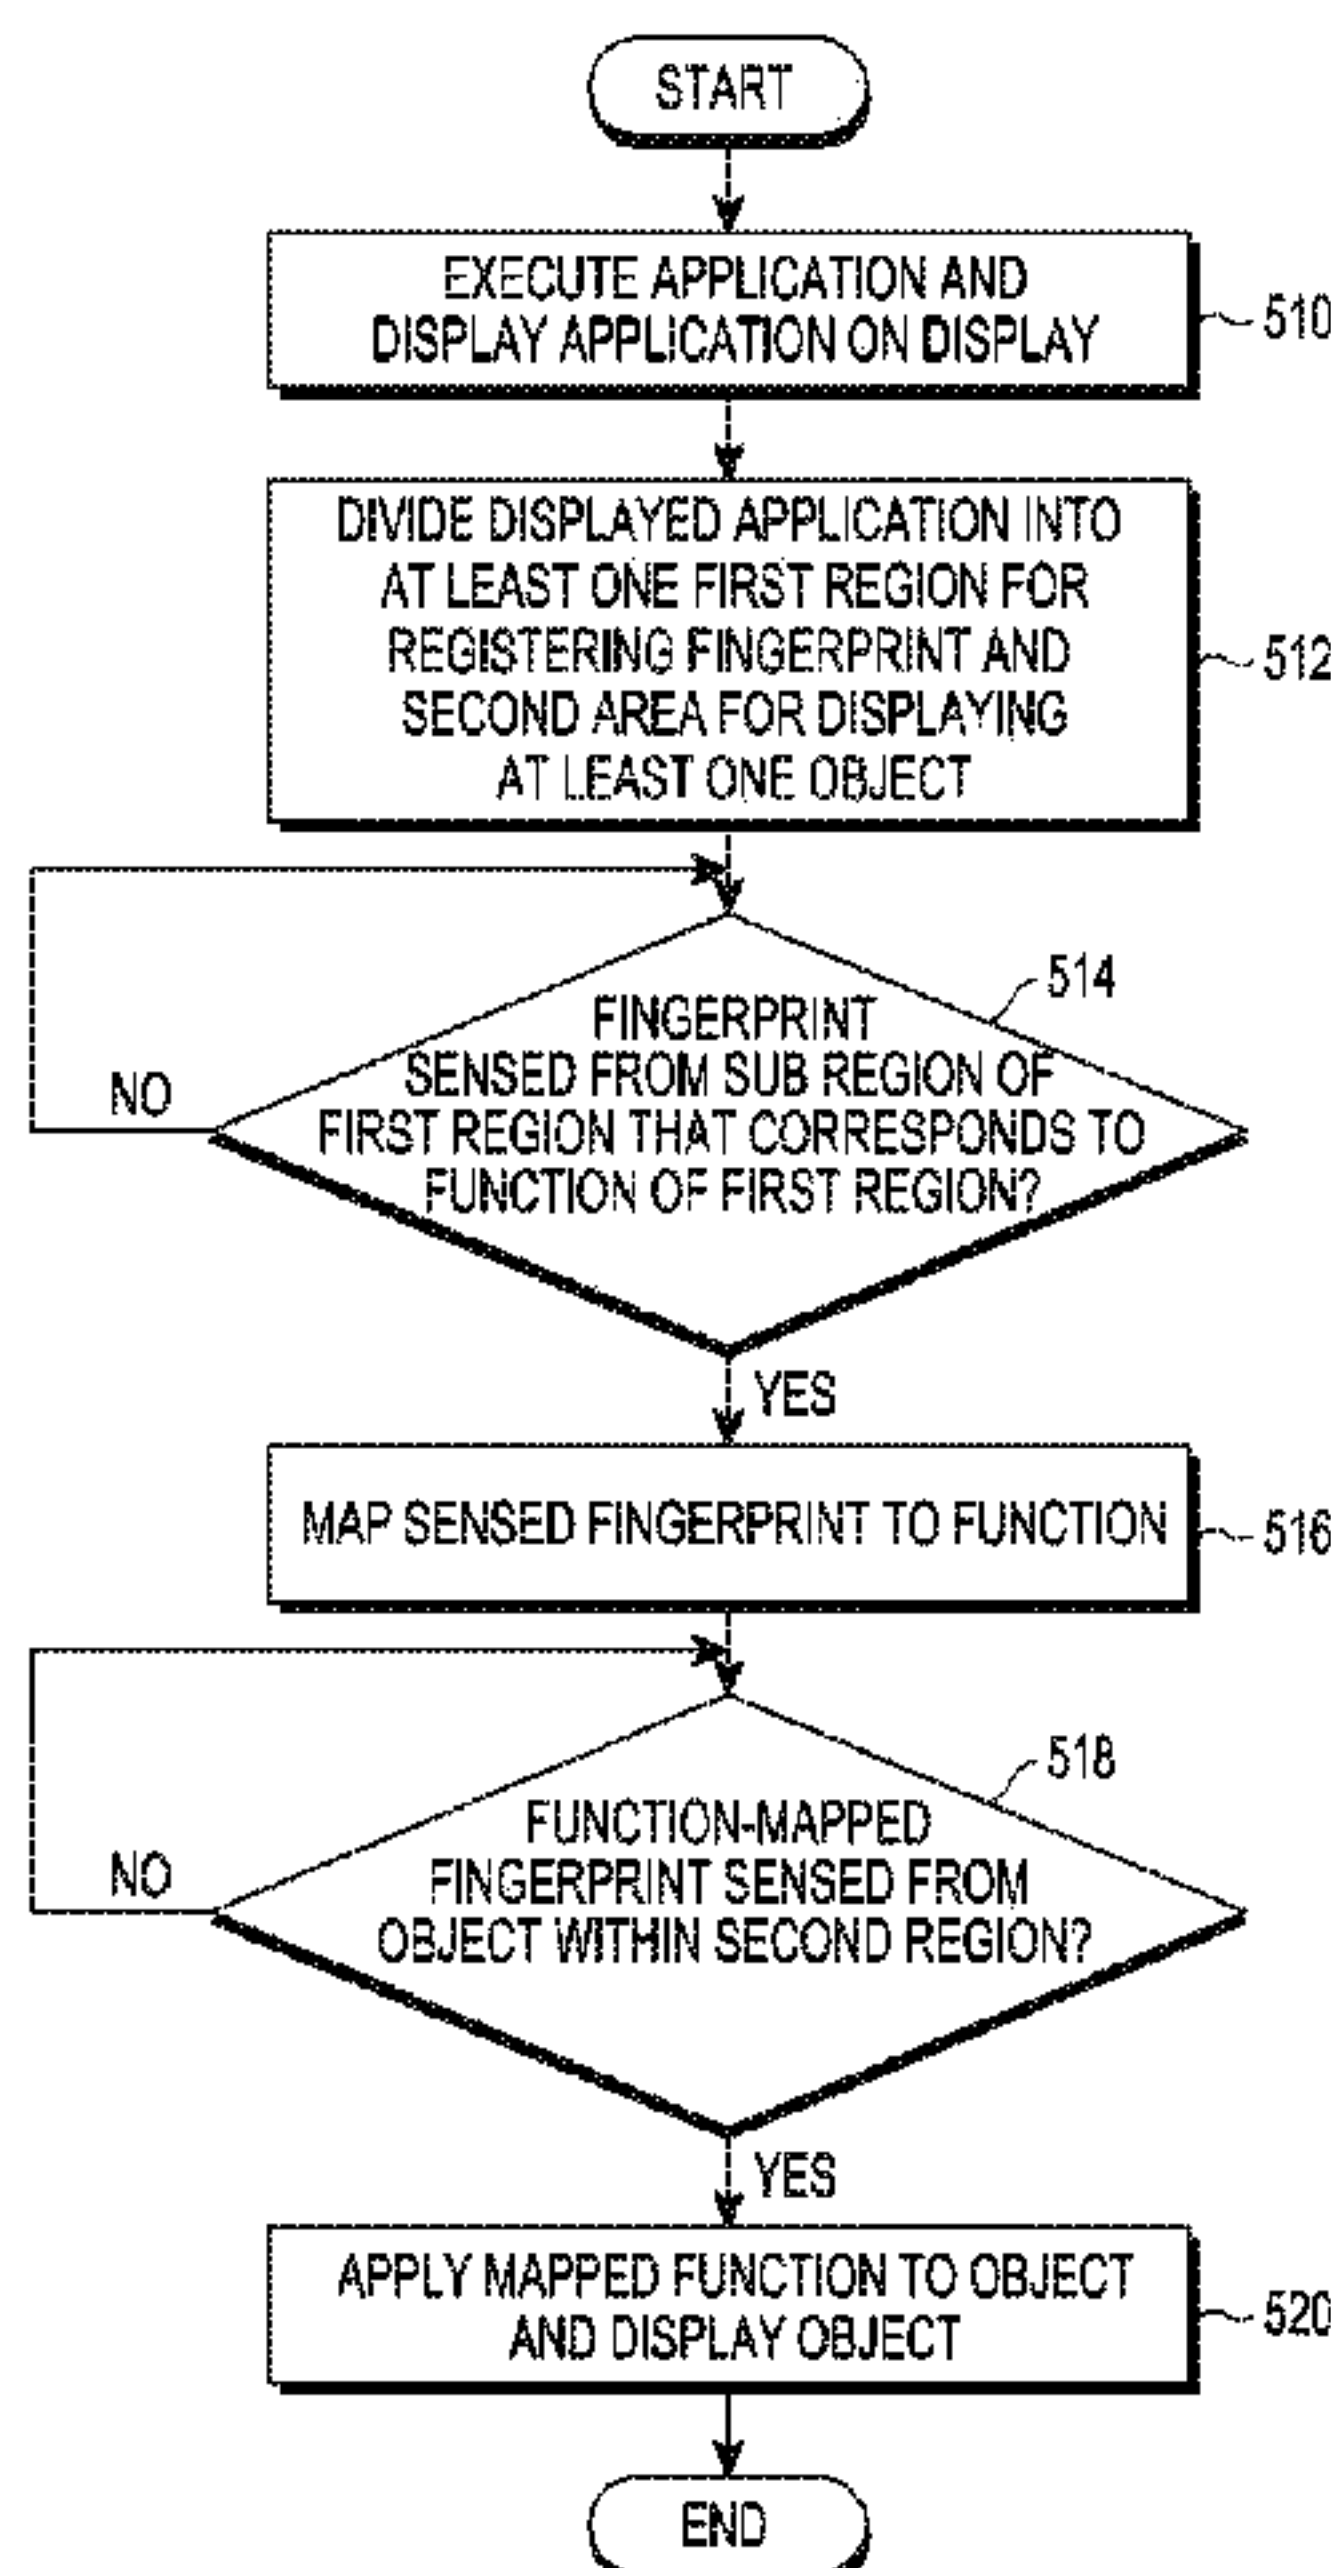 START
EXECUTE APPLICATION AND
DISPLAY APPLICATION ON DISPLAY
510
DIVIDE DISPLAYED APPLICATION INTO
AT LEAST ONE FIRST REGION FOR
REGISTERING FINGERPRINT AND
SECOND AREA FOR DISPLAYING
AT LEAST ONE OBJECT
512
514
FINGERPRINT
SENSED FROM SUB REGION OF
FIRST REGION THAT CORRESPONDS TO
FUNCTION OF FIRST REGION?
NO
YES
MAP SENSED FINGERPRINT TO FUNCTION
516
518
FUNCTION-MAPPED
FINGERPRINT SENSED FROM
OBJECT WITHIN SECOND REGION?
NO
YES
APPLY MAPPED FUNCTION TO OBJECT
AND DISPLAY OBJECT
520
END